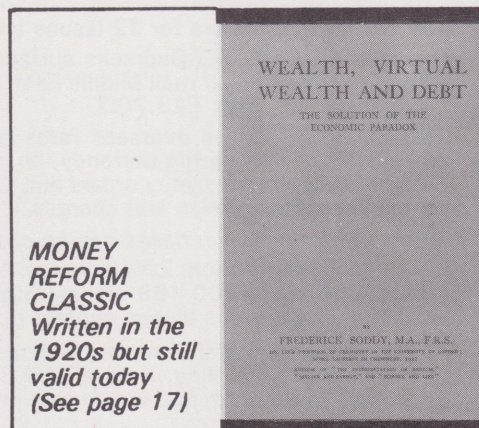 MONEY
REFORM
CLASSIC
Written in the
1920s but still
valid today
(See page 17)
WEALTH, VIRTUAL
WEALTH AND DEBT
THE SOLUTION OF THE
ECONOMIC PARADOX
BY
FREDERICK SODDY, M.A., F.R.S.